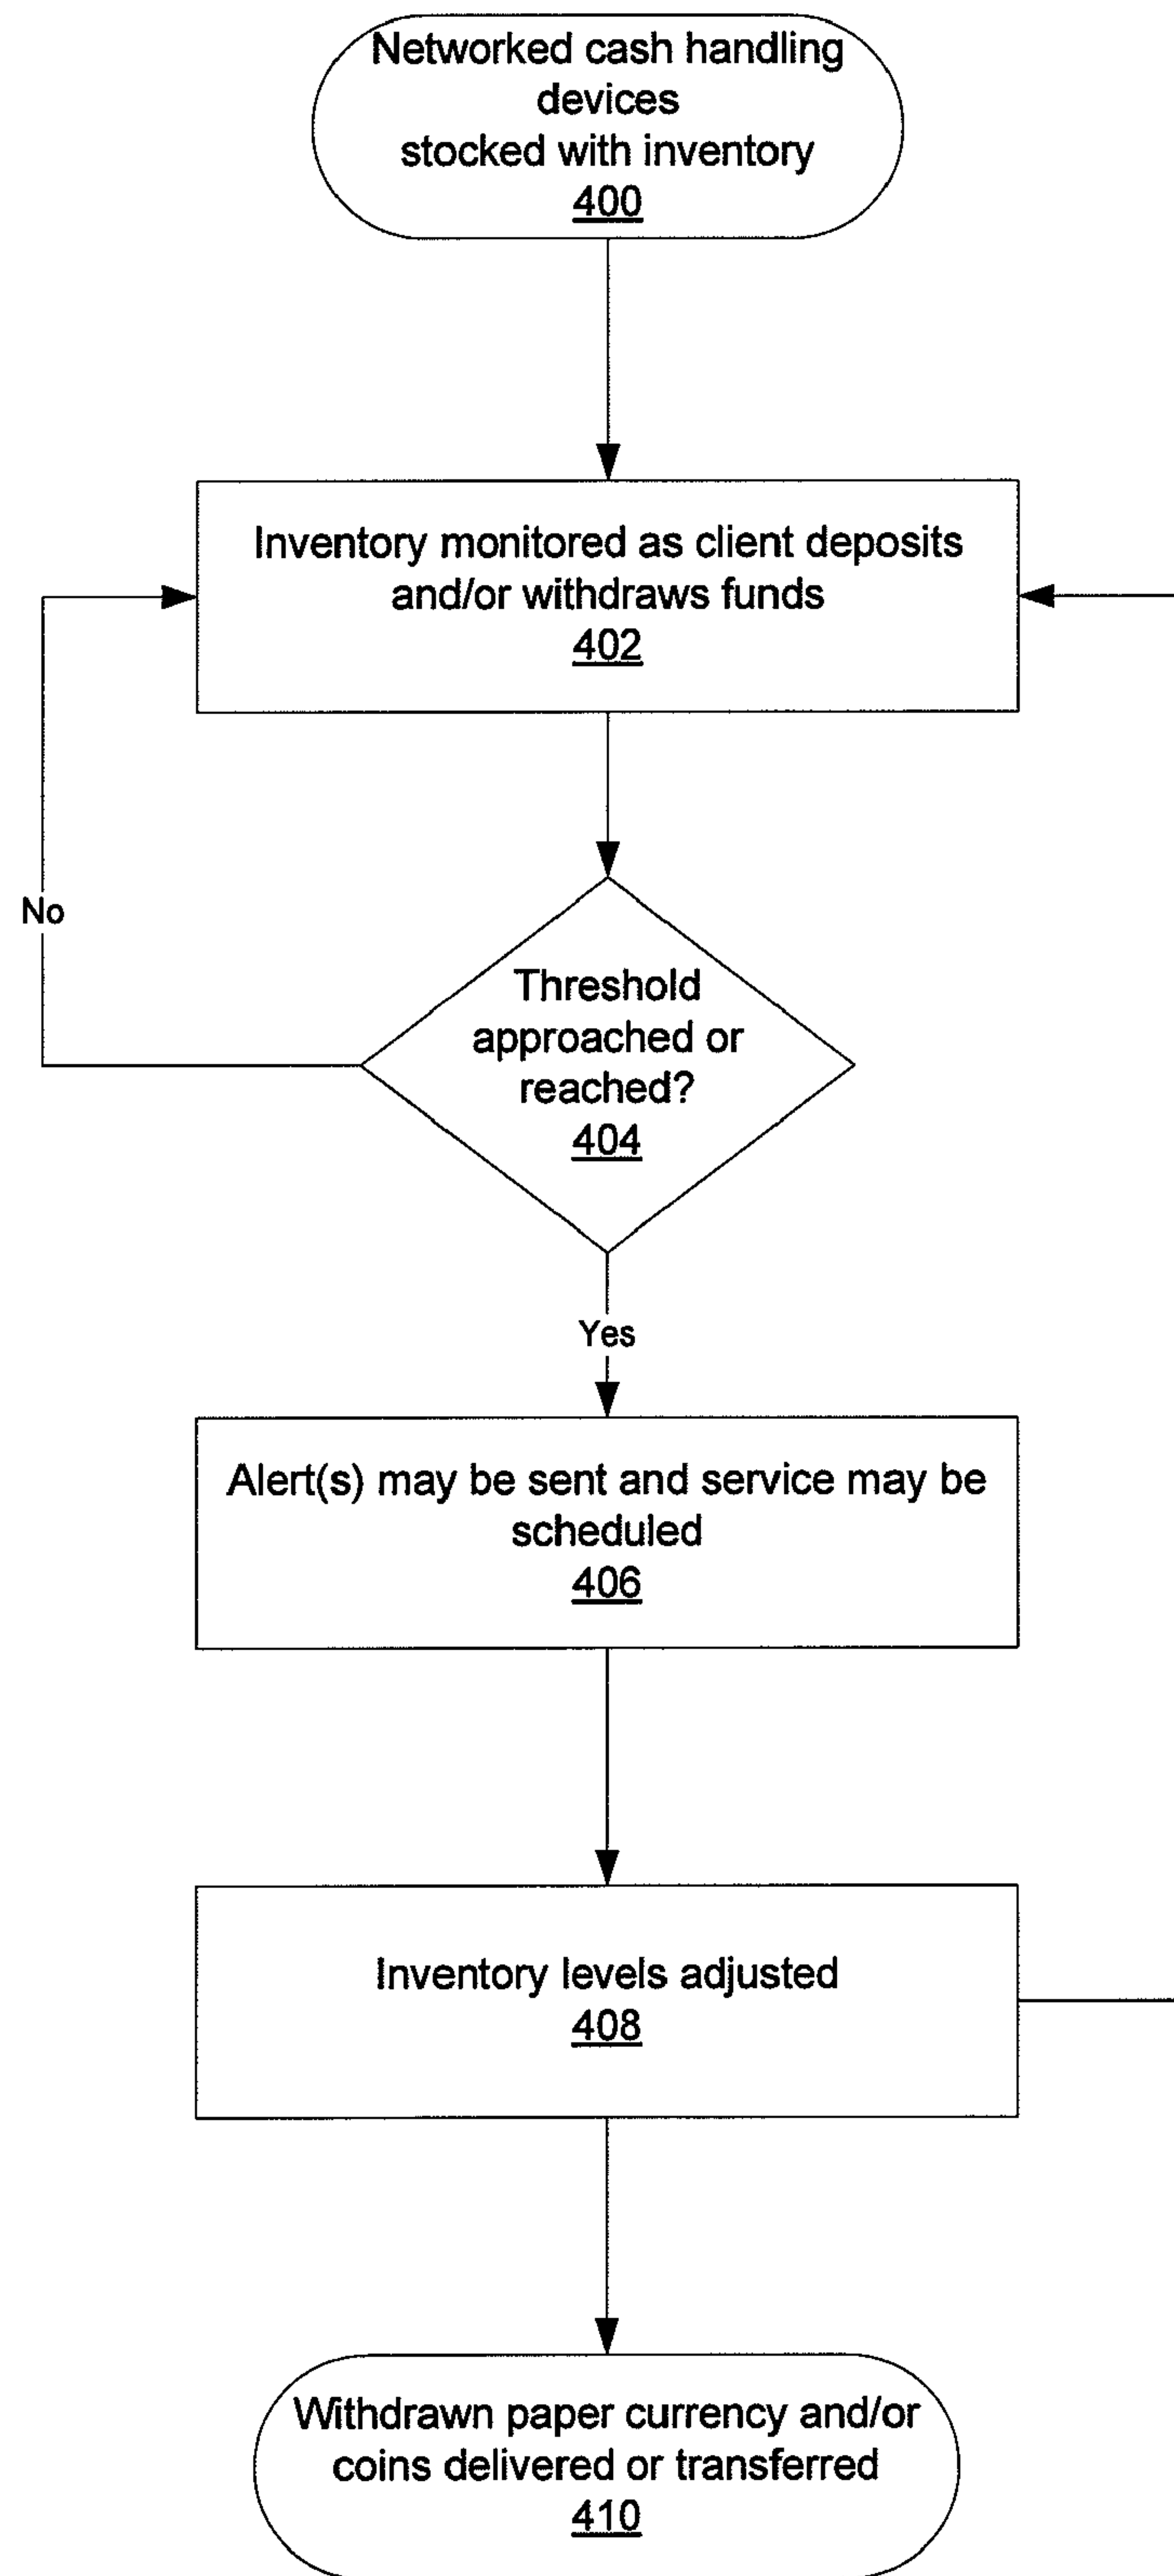 Networked cash handling
devices
stocked with inventory
400
Inventory monitored as client deposits
and/or withdraws funds
402
No
Threshold
approached or
reached?
404
Yes
Alert(s) may be sent and service may be
scheduled
406
Inventory levels adjusted
408
Withdrawn paper currency and/or
coins delivered or transferred
410